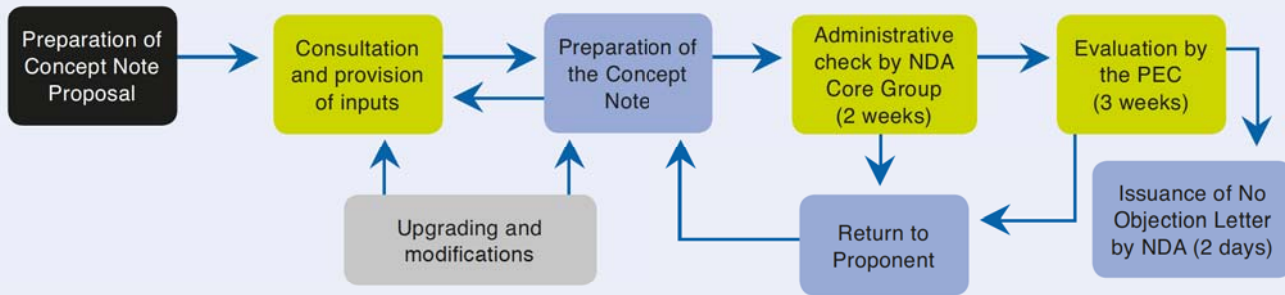 Preparation of
Concept Note
Proposal
Consultation
and provision
of inputs
Preparation of
the Concept
Note
Administrative
check by NDA
Core Group
(2 weeks)
Evaluation by
the PEC
(3 weeks)
Upgrading and
modifications
Return to
Proponent
Issuance of No
Objection Letter
by NDA (2 days)